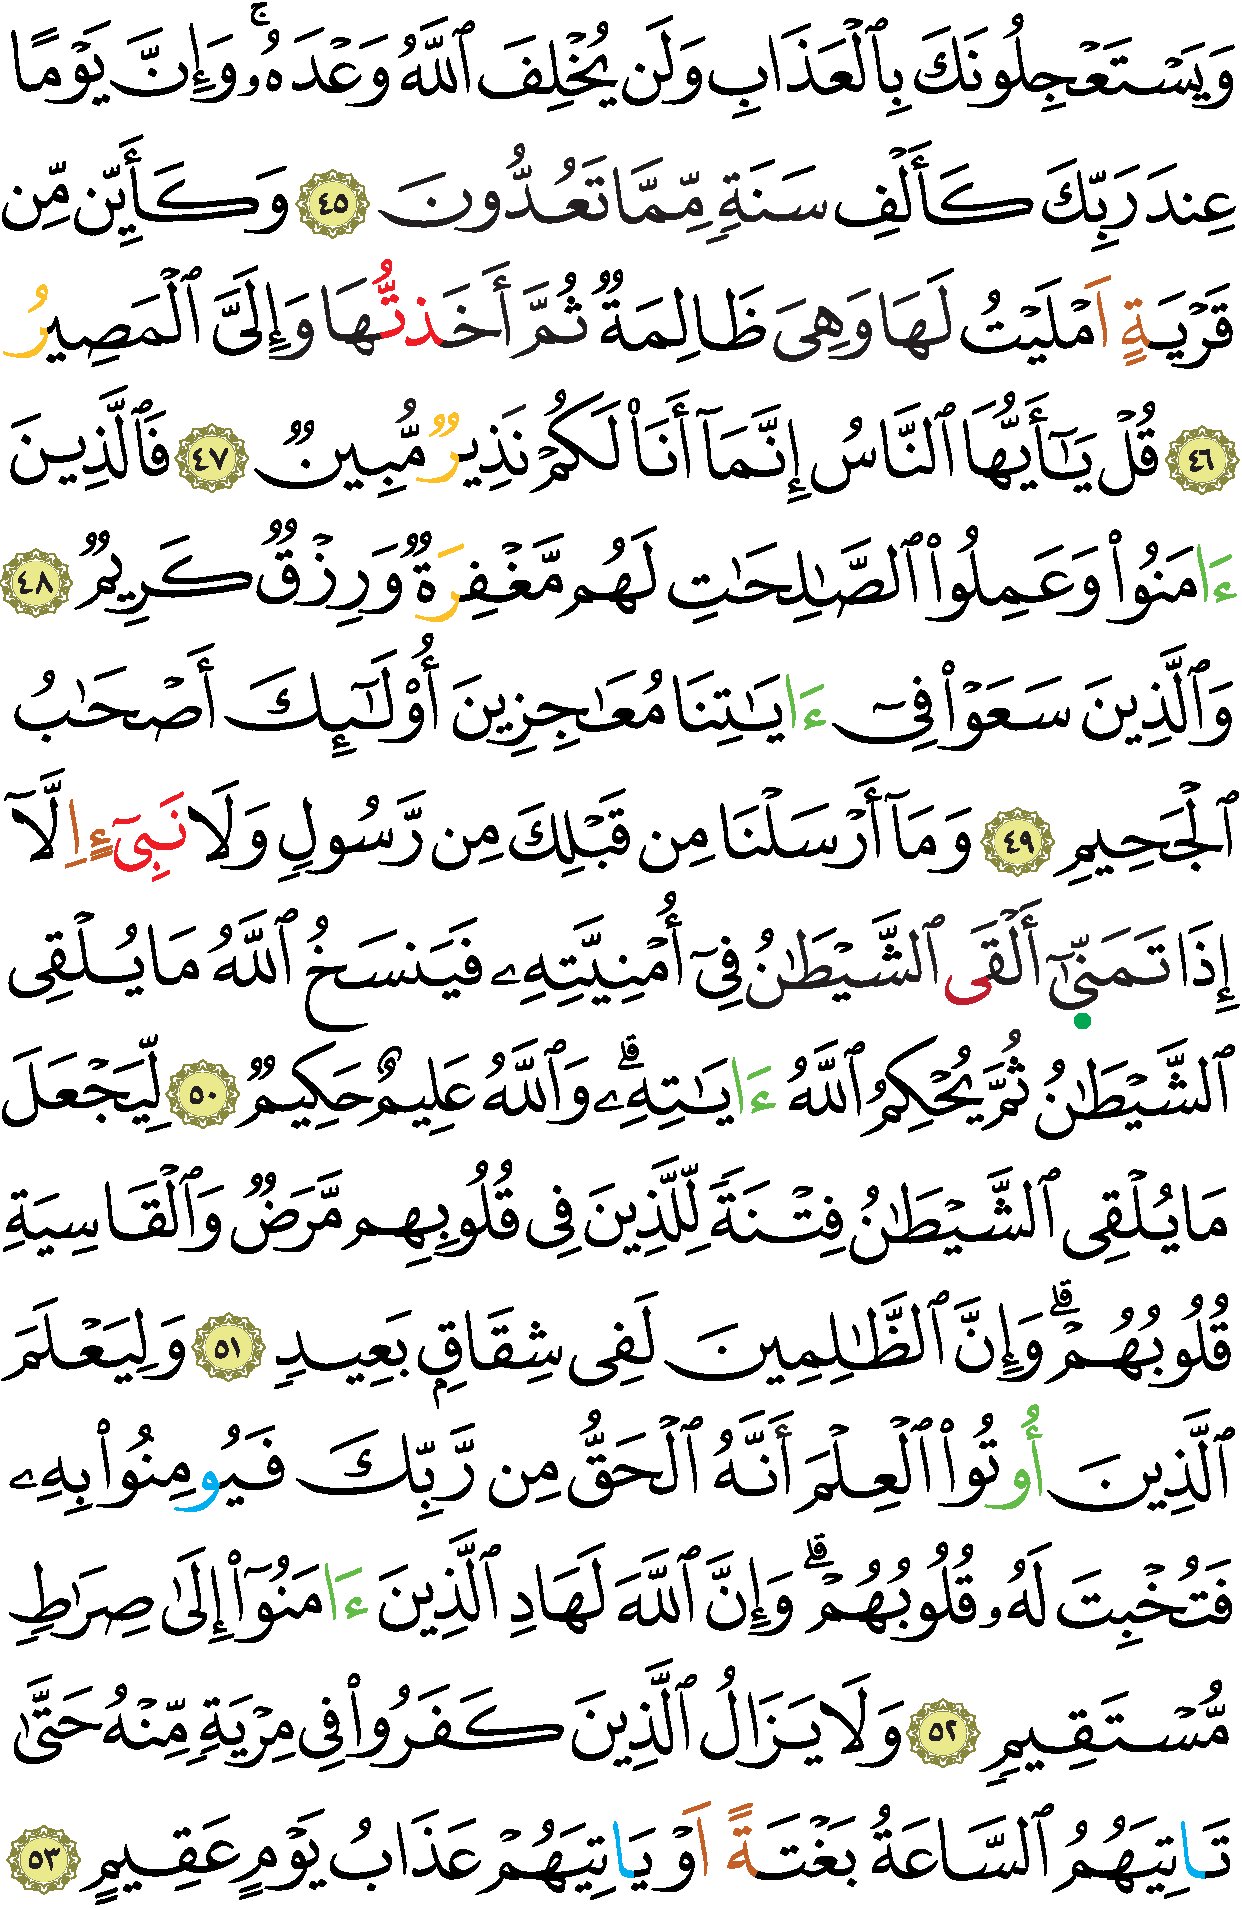 وَيَسْتَعْجِلُونَكَ بِٱلْعَذَابِ وَلَن يُخْلِفَ ٱللَّهُ وَعْدَهُۥۚ وَإِنَّ يَوْمًا
عِندَ رَبِّكَ كَأَلْفِ سَنَةٍ مِّمَّا تَعُدُّونَ ٤٥ وَكَأَيِّن مِّن
قَرْيَةٍ اَمْلَيْتُ لَهَا وَهِىَ ظَالِمَةٌ ثُمَّ أَخَذتُّهَا وَإِلَىَّ ٱلْمَصِيرُ
٤٦ قُلْ يَٰٓأَيُّهَا ٱلنَّاسُ إِنَّمَآ أَنَا۠ لَكُمْ نَذِيرٌ مُّبِينٌ ٤٧ فَٱلَّذِينَ
ءَامَنُوا۟ وَعَمِلُوا۟ ٱلصَّٰلِحَٰتِ لَهُم مَّغْفِرَةٌ وَرِزْقٌ كَرِيمٌ ٤٨
وَٱلَّذِينَ سَعَوْا۟ فِىٓ ءَايَٰتِنَا مُعَٰجِزِينَ أُو۟لَٰٓئِكَ أَصْحَٰبُ
ٱلْجَحِيمِ ٤٩ وَمَآ أَرْسَلْنَا مِن قَبْلِكَ مِن رَّسُولٍ وَلَا نَبِىٓءٍ اِلَّآ
إِذَا تَمَنَّىٰٓ أَلْقَى ٱلشَّيْطَٰنُ فِىٓ أُمْنِيَّتِهِۦ فَيَنسَخُ ٱللَّهُ مَا يُلْقِى
ٱلشَّيْطَٰنُ ثُمَّ يُحْكِمُ ٱللَّهُ ءَايَٰتِهِۦۗ وَٱللَّهُ عَلِيمٌ حَكِيمٌ ٥٠ لِّيَجْعَلَ
مَا يُلْقِى ٱلشَّيْطَٰنُ فِتْنَةً لِّلَّذِينَ فِى قُلُوبِهِم مَّرَضٌ وَٱلْقَاسِيَةِ
قُلُوبُهُمْۗ وَإِنَّ ٱلظَّٰلِمِينَ لَفِى شِقَاقٍۭ بَعِيدٍ ٥١ وَلِيَعْلَمَ
ٱلَّذِينَ أُوتُوا۟ ٱلْعِلْمَ أَنَّهُ ٱلْحَقُّ مِن رَّبِّكَ فَيُومِنُوا۟ بِهِۦ
فَتُخْبِتَ لَهُۥ قُلُوبُهُمْۗ وَإِنَّ ٱللَّهَ لَهَادِ ٱلَّذِينَ ءَامَنُوٓا۟ إِلَىٰ صِرَٰطٍ
مُّسْتَقِيمٍ ٥٢ وَلَا يَزَالُ ٱلَّذِينَ كَفَرُوا۟ فِى مِرْيَةٍ مِّنْهُ حَتَّىٰ
تَاتِيَهُمُ ٱلسَّاعَةُ بَغْتَةً اَوْ يَاتِيَهُمْ عَذَابُ يَوْمٍ عَقِيمٍ ٥٣